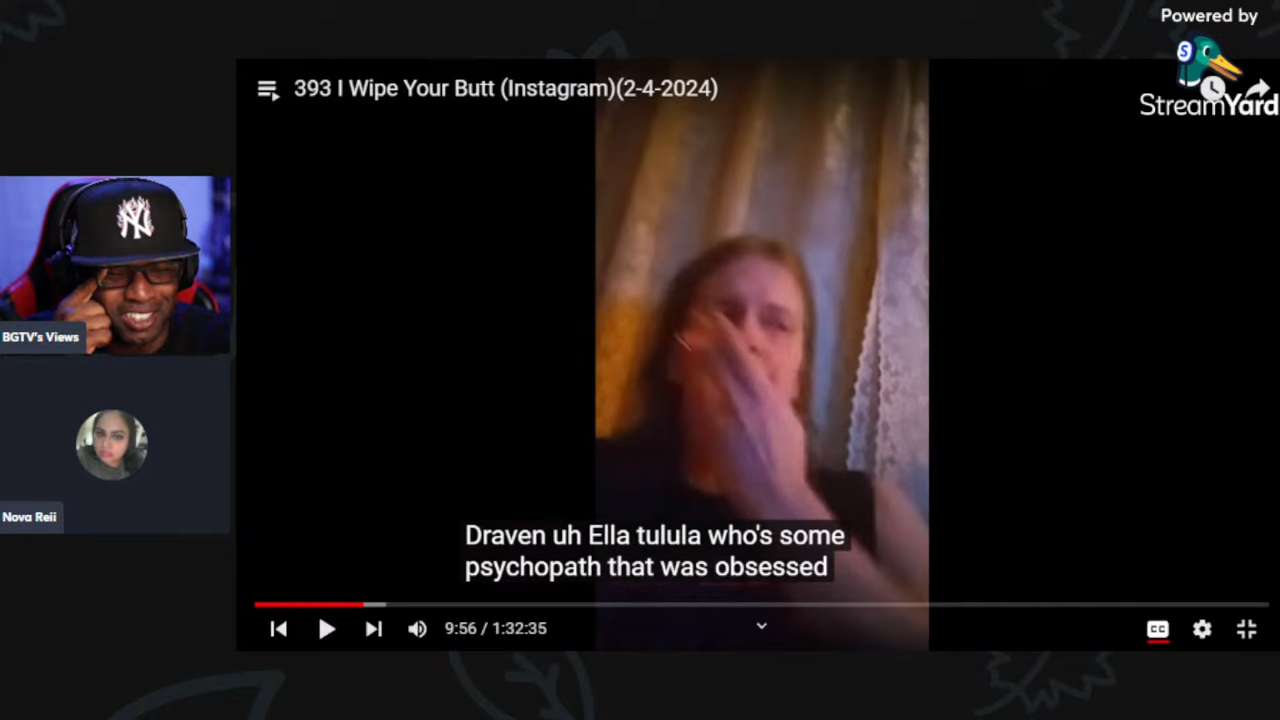 Powered by
StreamYard
S
393 I Wipe Your Butt (Instagram)(2-4-2024)
NY
BGTV's Views
Nova Reii
Draven uh Ella tulula who's some
psychopath that was obsessed
9:56 / 1:32:35
CC